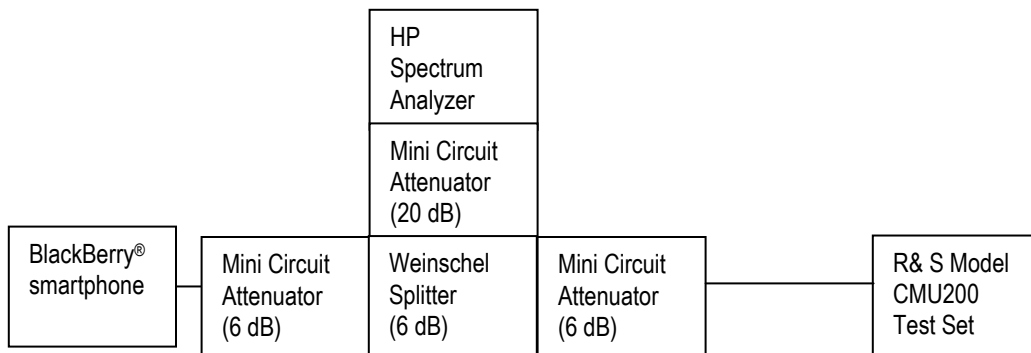 HP
Spectrum
Analyzer
Mini Circuit
Attenuator
(20 dB)
BlackBerry®
smartphone
Mini Circuit
Attenuator
(6 dB)
Weinschel
Splitter
(6 dB)
Mini Circuit
Attenuator
(6 dB)
R& S Model
CMU200
Test Set